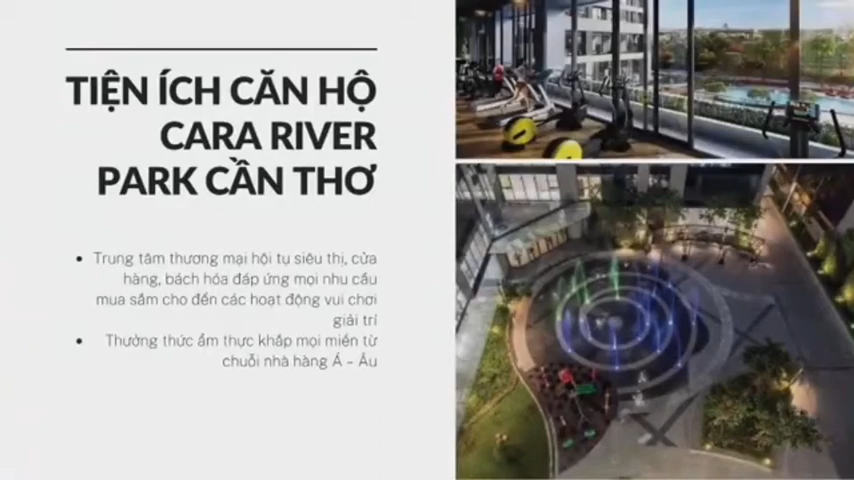 TIỆN ÍCH CĂN HỘ
CARA RIVER
PARK CẦN THƠ
• Trung tâm thương mại hội tụ siêu thị, cửa
hàng, bách hóa đáp ứng mọi nhu cầu
mua sắm cho đến các hoạt động vui chơi
giải trí
• Thưởng thức ẩm thực khắp mọi miền từ
chuỗi nhà hàng Á - Âu